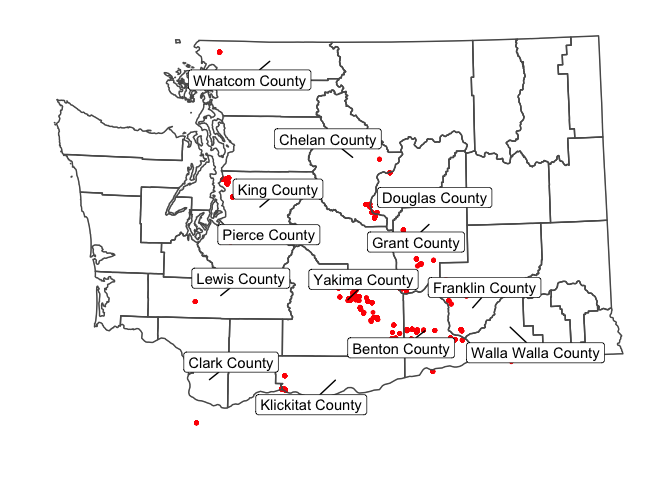 Whatcom County
Chelan County
King County
Douglas County
Pierce County
Grant County
Lewis County
Yakima County
Franklin County
Benton County
Walla Walla County
Clark County
Klickitat County